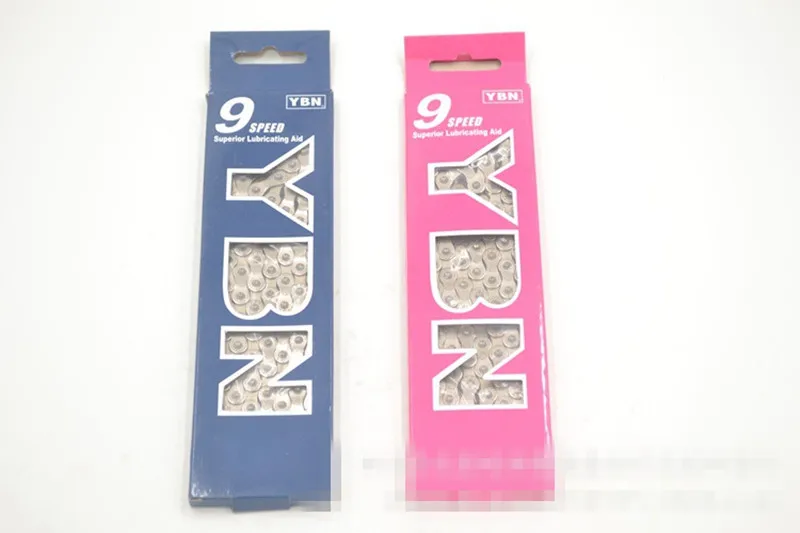 YBN
9 SPEED
Superior Lubricating Aid
YBN
YBN
9 SPEED
Superior Lubricating Aid
YBN